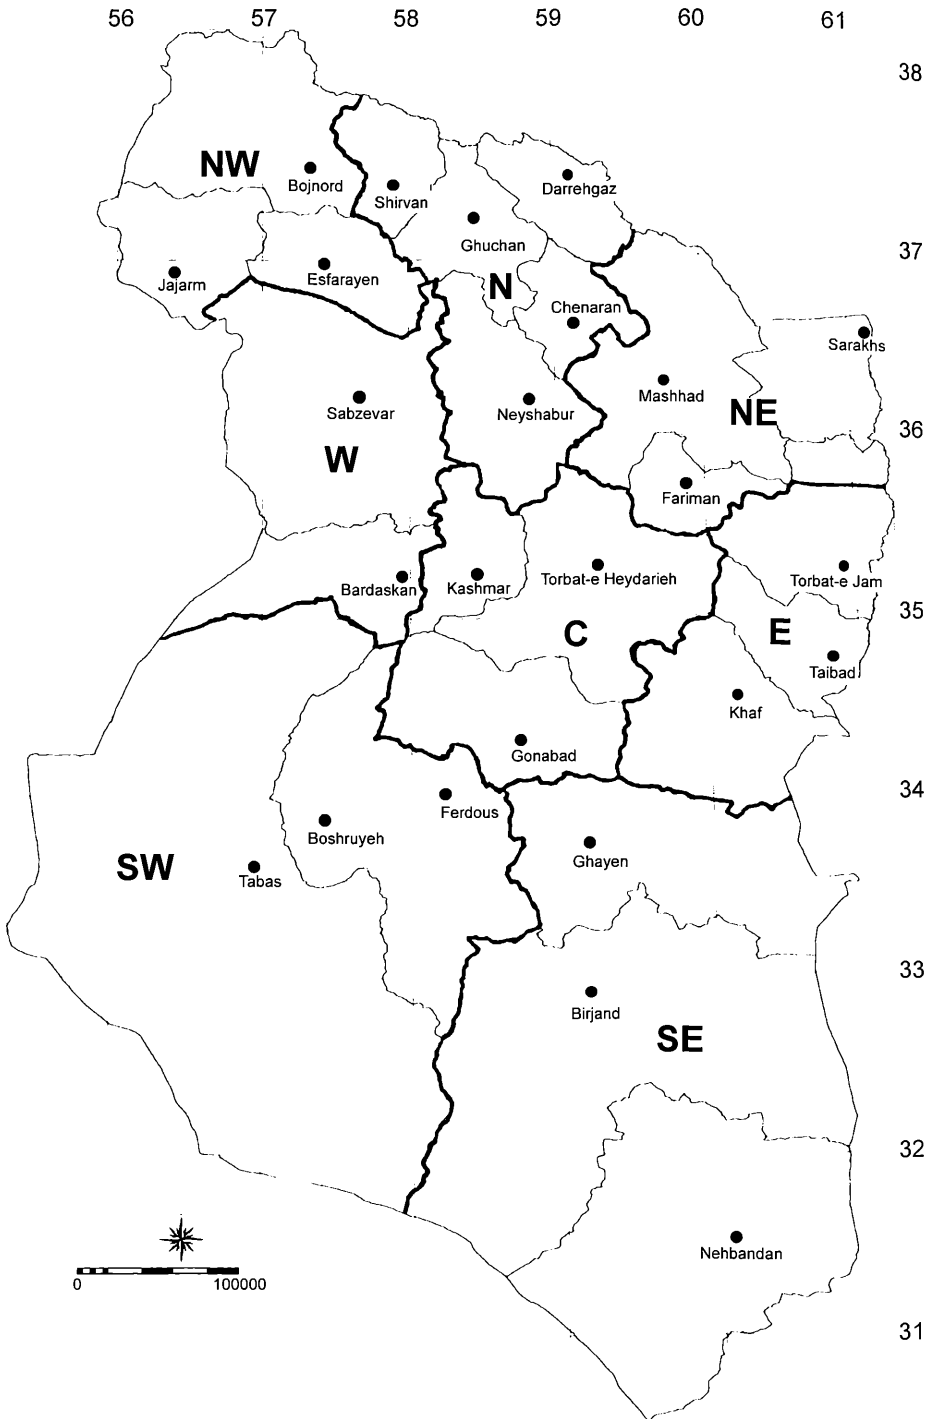 56 57 58 59 60 61
38
NW
Bojnord
Shirvan
Darrehgaz
Ghuchan
37
Jajarm
Esfarayen
N
Chenaran
Sarakhs
Mashhad
NE
Sabzevar
Neyshabur
36
W
Fariman
Bardaskan
Kashmar
Torbat-e Heydarieh
Torbat-e Jam
35
C
E
Taibad
Khaf
Gonabad
34
Ferdous
Boshruyeh
Ghayen
SW
Tabas
33
Birjand
SE
32
Nehbandan
0 100000
31